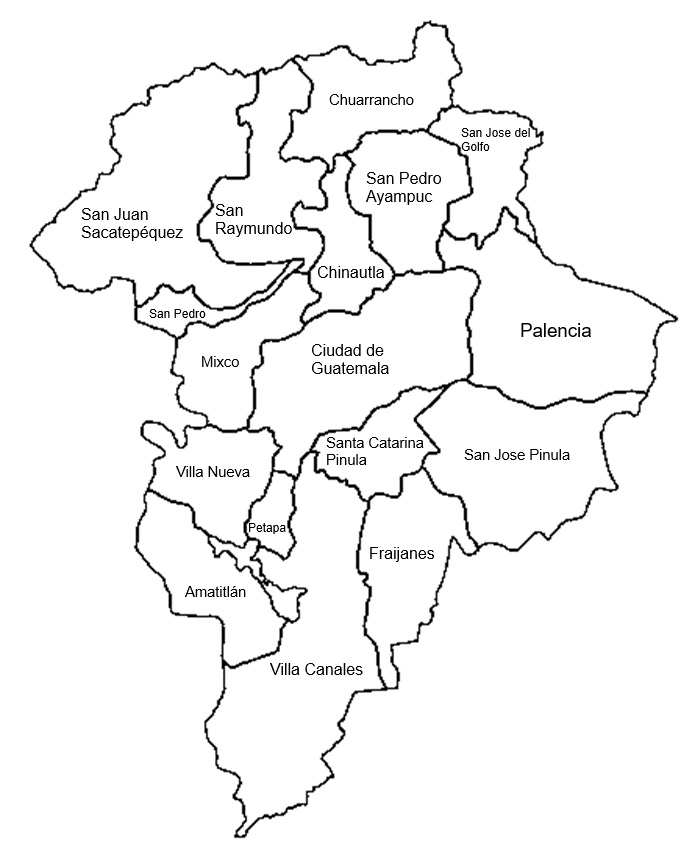 Chuarrancho
San Jose del
Golfo
San Pedro
Ayampuc
San Juan
Sacatepéquez
San
Raymundo
Chinautla
San Pedro
Palencia
Mixco
Ciudad de
Guatemala
Santa Catarina
Pinula
San Jose Pinula
Villa Nueva
Petapa
Fraijanes
Amatitlán
Villa Canales